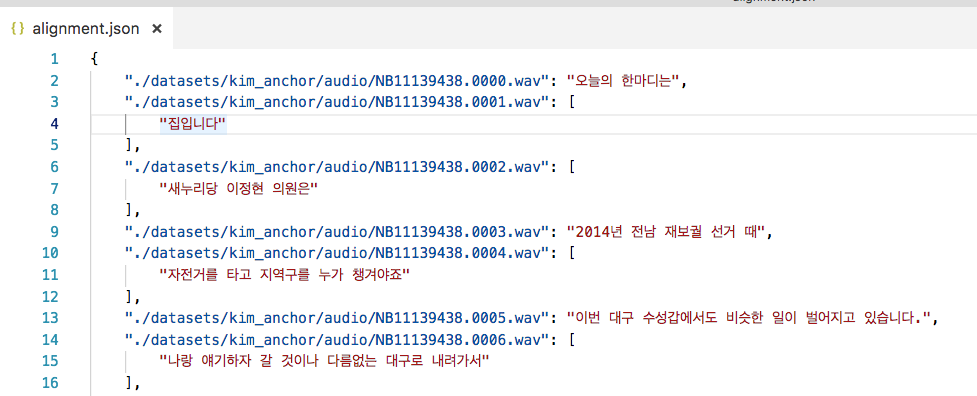 alignment.json
{} alignment.json ×
1 {
2 "./datasets/kim_anchor/audio/NB11139438.0000.wav": "오늘의 한마디는",
3 "./datasets/kim_anchor/audio/NB11139438.0001.wav": [
4 "집입니다"
5 ],
6 "./datasets/kim_anchor/audio/NB11139438.0002.wav": [
7 "새누리당 이정현 의원은"
8 ],
9 "./datasets/kim_anchor/audio/NB11139438.0003.wav": "2014년 전남 재보궐 선거 때",
10 "./datasets/kim_anchor/audio/NB11139438.0004.wav": [
11 "자전거를 타고 지역구를 누가 챙겨야죠"
12 ],
13 "./datasets/kim_anchor/audio/NB11139438.0005.wav": "이번 대구 수성갑에서도 비슷한 일이 벌어지고 있습니다.",
14 "./datasets/kim_anchor/audio/NB11139438.0006.wav": [
15 "나랑 얘기하자 갈 것이나 다름없는 대구로 내려가서"
16 ],